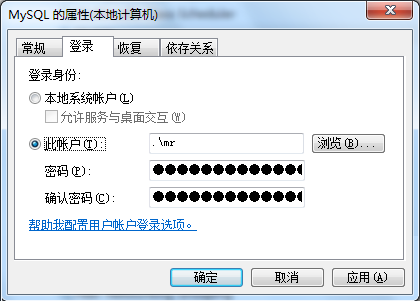 MySQL 的属性(本地计算机)
常规 登录 恢复 依存关系
登录身份:
本地系统帐户(L)
允许服务与桌面交互(W)
此帐户(T): .\mr 浏览(B)...
密码(P): ●●●●●●●●●●●●●●●
确认密码(C): ●●●●●●●●●●●●●●●
帮助我配置用户帐户登录选项。
确定 取消 应用(A)